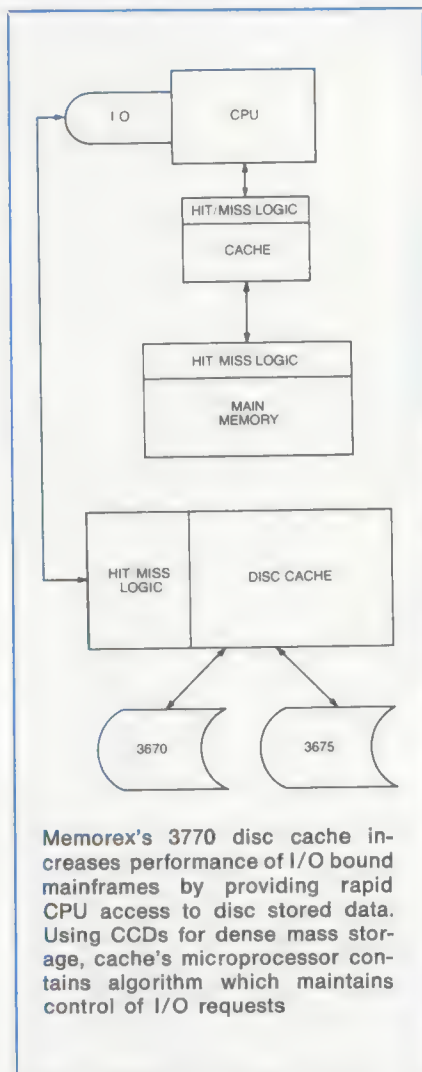 I O
CPU
HIT/MISS LOGIC
CACHE
HIT MISS LOGIC
MAIN
MEMORY
HIT MISS
LOGIC
DISC CACHE
3670
3675
Memorex's 3770 disc cache in-
creases performance of I/O bound
mainframes by providing rapid
CPU access to disc stored data.
Using CCDs for dense mass stor-
age, cache's microprocessor con-
tains algorithm which maintains
control of I/O requests